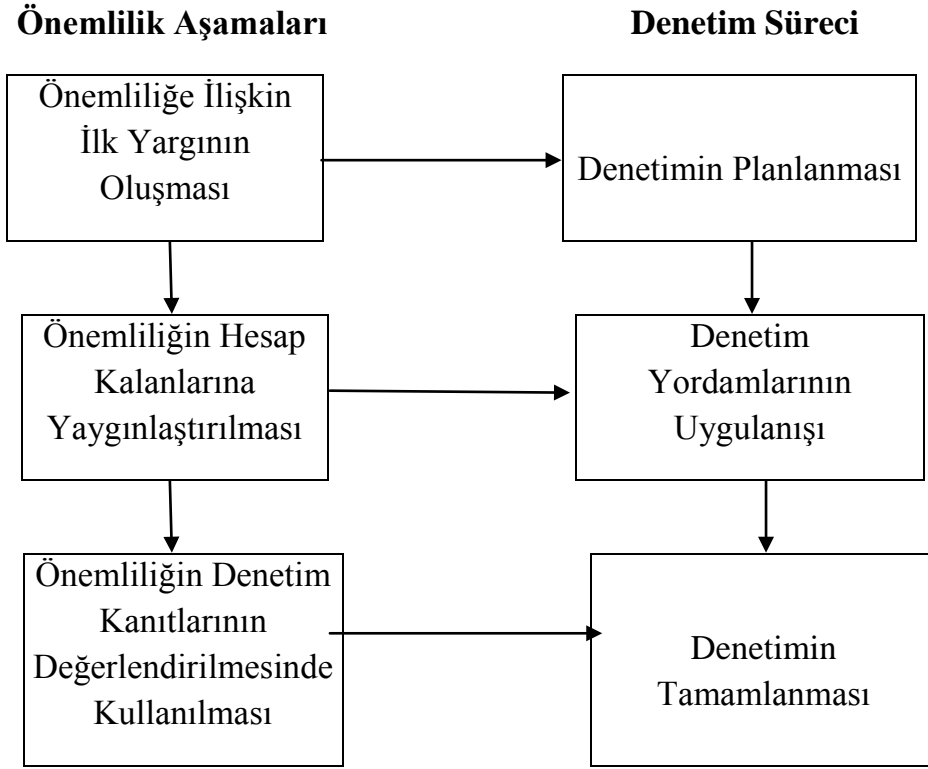 Önemlilik Aşamaları
Denetim Süreci
Önemliliğe İlişkin
İlk Yargının
Oluşması
Denetimin Planlanması
Önemliliğin Hesap
Kalanlarına
Yaygınlaştırılması
Denetim
Yordamlarının
Uygulanışı
Önemliliğin Denetim
Kanıtlarının
Değerlendirilmesinde
Kullanılması
Denetimin
Tamamlanması